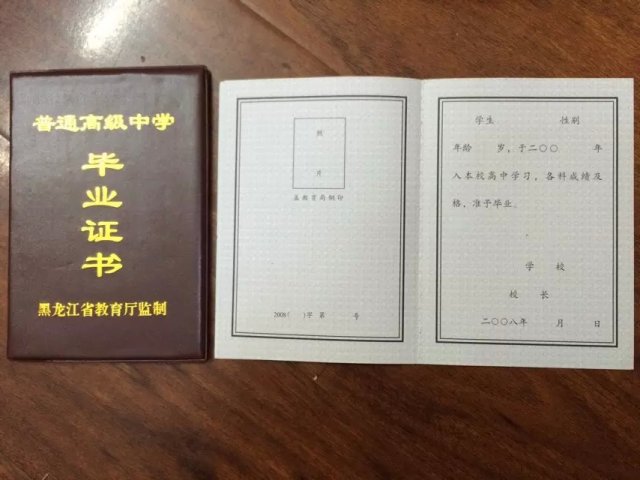 普通高级中学
毕
业
证
书
黑龙江省教育厅监制
照
片
盖教育局钢印
2008( )字 第 号
学生 性别
年龄 岁，于二〇〇 年
入本校高中学习，各科成绩及
格，准予毕业。
学 校
校 长
二〇〇八年 月 日